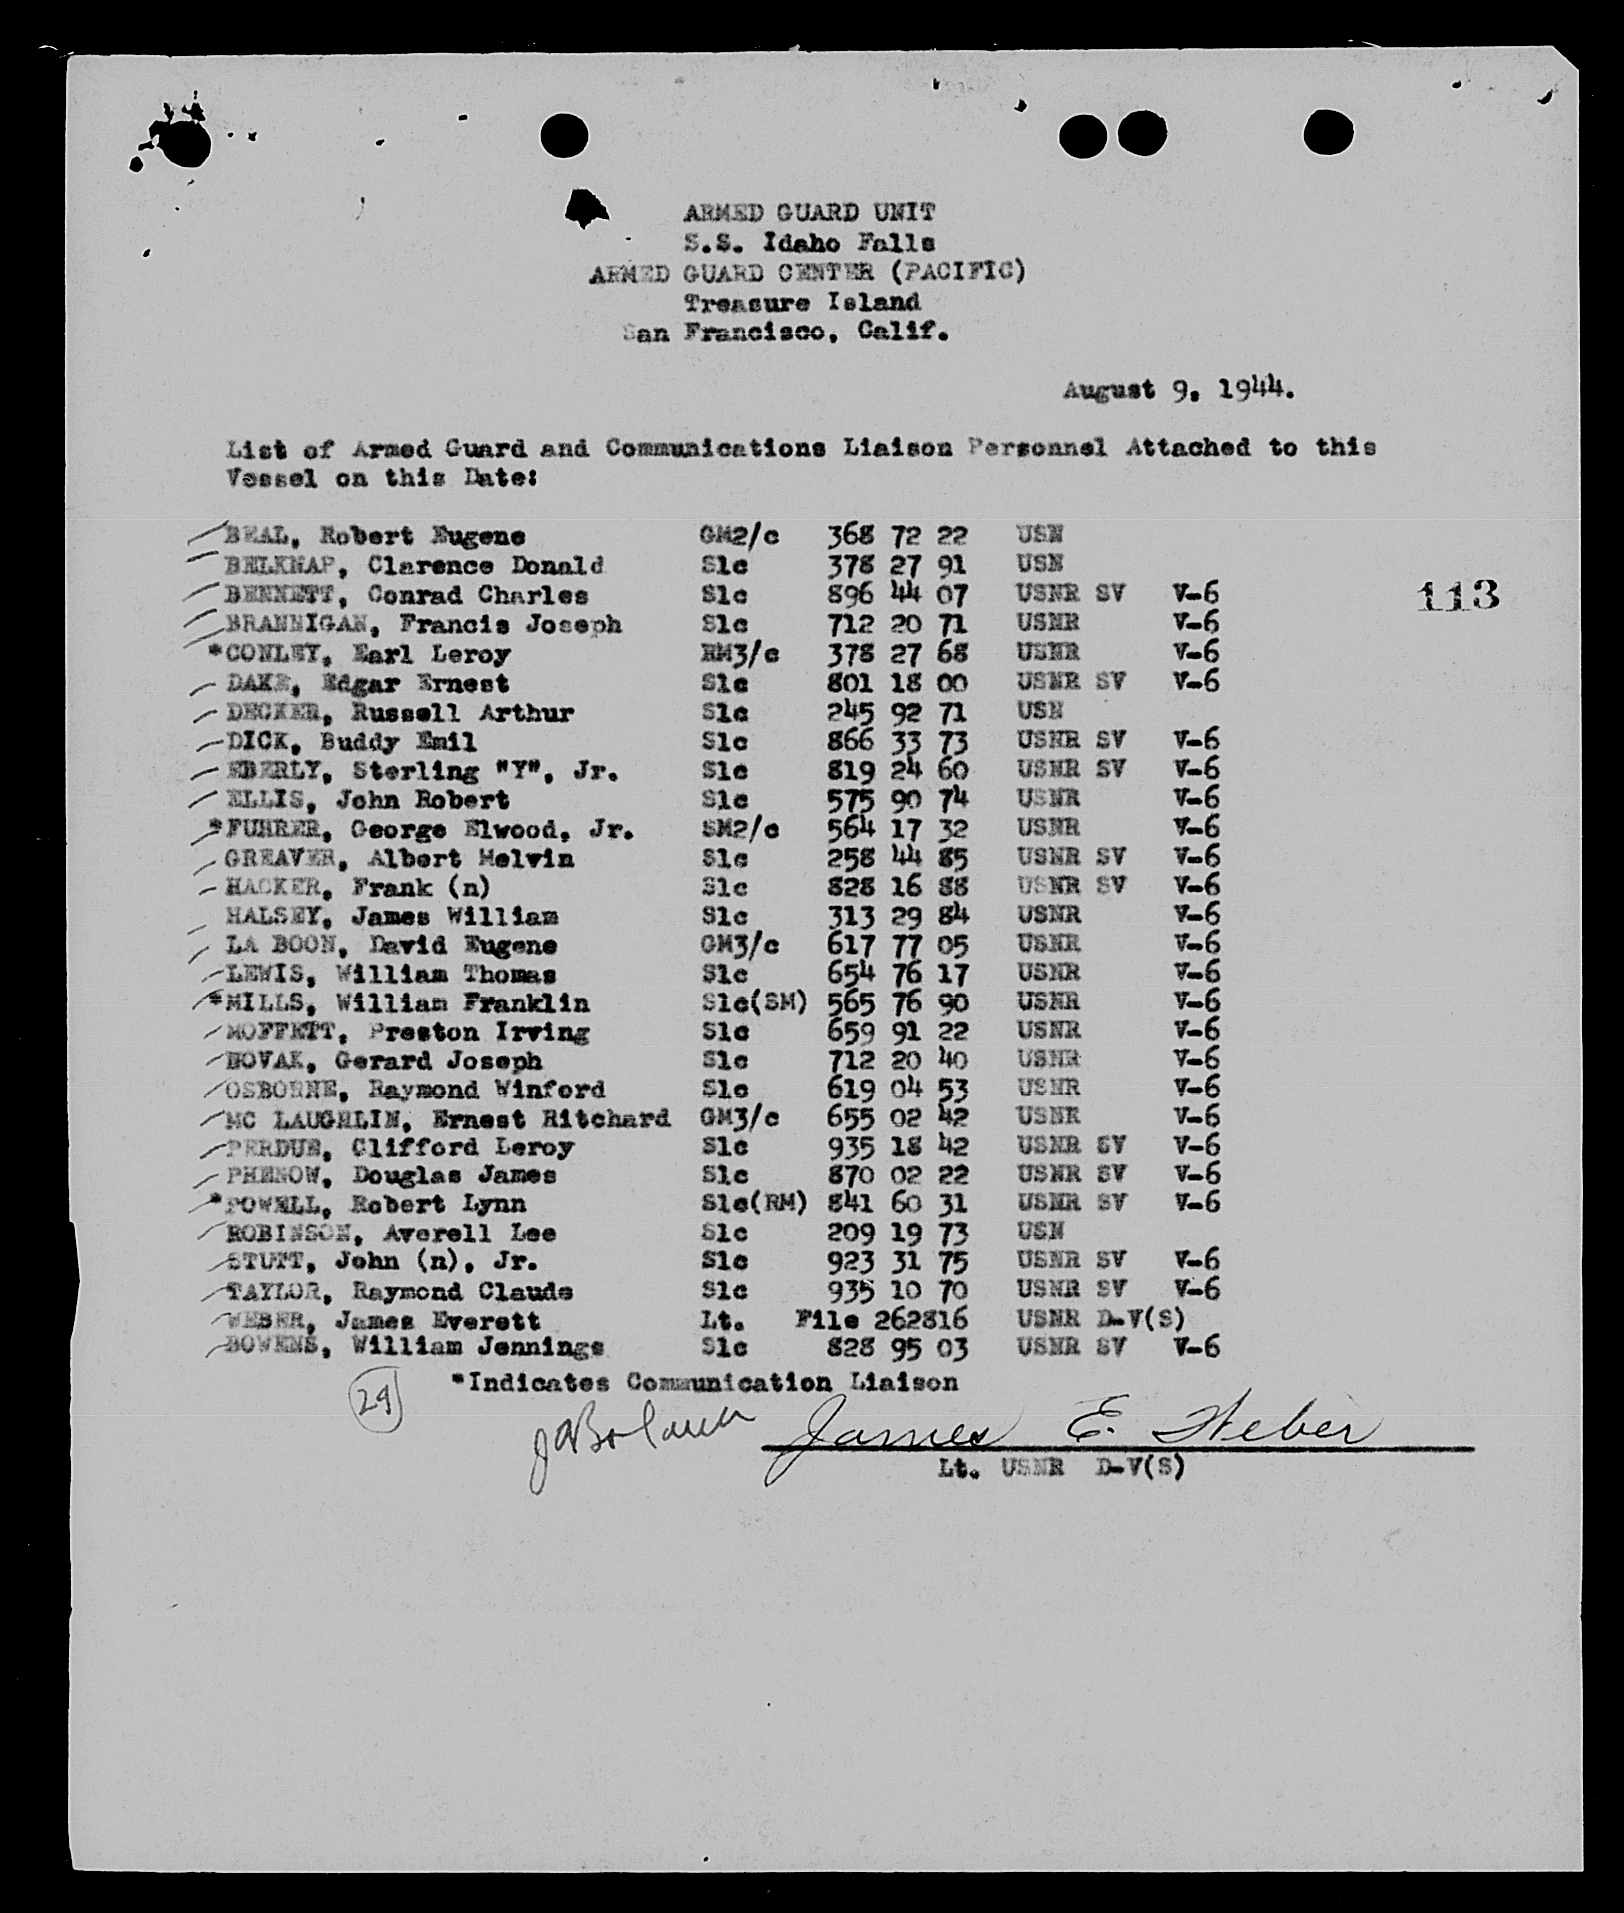 ARMED GUARD UNIT
S.S. Idaho Falls
ARMED GUARD CENTER (PACIFIC)
Treasure Island
San Francisco, Calif.
August 9, 1944.
List of Armed Guard and Communications Liaison Personnel Attached to this
Vessel on this Date:
BEAL, Robert Eugene GM2/c 368 72 22 USN
BELKNAP, Clarence Donald S1c 378 27 91 USN
BENNETT, Conrad Charles S1c 896 44 07 USNR SV V-6
113
BRANNIGAN, Francis Joseph S1c 712 20 71 USNR V-6
*CONLEY, Earl Leroy RM3/c 378 27 68 USNR V-6
DAKE, Edgar Ernest S1c 801 18 00 USNR SV V-6
DECKER, Russell Arthur S1c 245 92 71 USN
DICK, Buddy Emil S1c 866 33 73 USNR SV V-6
EBERLY, Sterling "Y", Jr. S1c 819 24 60 USNR SV V-6
ELLIS, John Robert S1c 575 90 74 USNR V-6
*FUHRER, George Elwood, Jr. SM2/c 564 17 32 USNR V-6
GREAVER, Albert Melvin S1c 258 44 85 USNR SV V-6
HACKER, Frank (n) S1c 828 16 88 USNR SV V-6
HALSEY, James William S1c 313 29 84 USNR V-6
LA BOON, David Eugene GM3/c 617 77 05 USNR V-6
LEWIS, William Thomas S1c 654 76 17 USNR V-6
*MILLS, William Franklin S1c(SM) 565 76 90 USNR V-6
MOFFETT, Preston Irving S1c 659 91 22 USNR V-6
NOVAK, Gerard Joseph S1c 712 20 40 USNR V-6
OSBORNE, Raymond Winford S1c 619 04 53 USNR V-6
MC LAUGHLIN, Ernest Ritchard GM3/c 655 02 42 USNR V-6
PERDUE, Clifford Leroy S1c 935 18 42 USNR SV V-6
PHENOW, Douglas James S1c 870 02 22 USNR SV V-6
*POWELL, Robert Lynn S1c(RM) 841 60 31 USNR SV V-6
ROBINSON, Averell Lee S1c 209 19 73 USN
STUTT, John (n), Jr. S1c 923 31 75 USNR SV V-6
TAYLOR, Raymond Claude S1c 935 10 70 USNR SV V-6
WEBER, James Everett Lt. File 262816 USNR D-V(S)
BOWENS, William Jennings S1c 828 95 03 USNR SV V-6
*Indicates Communication Liaison
29
James E. Weber
Lt. USNR D-V(S)